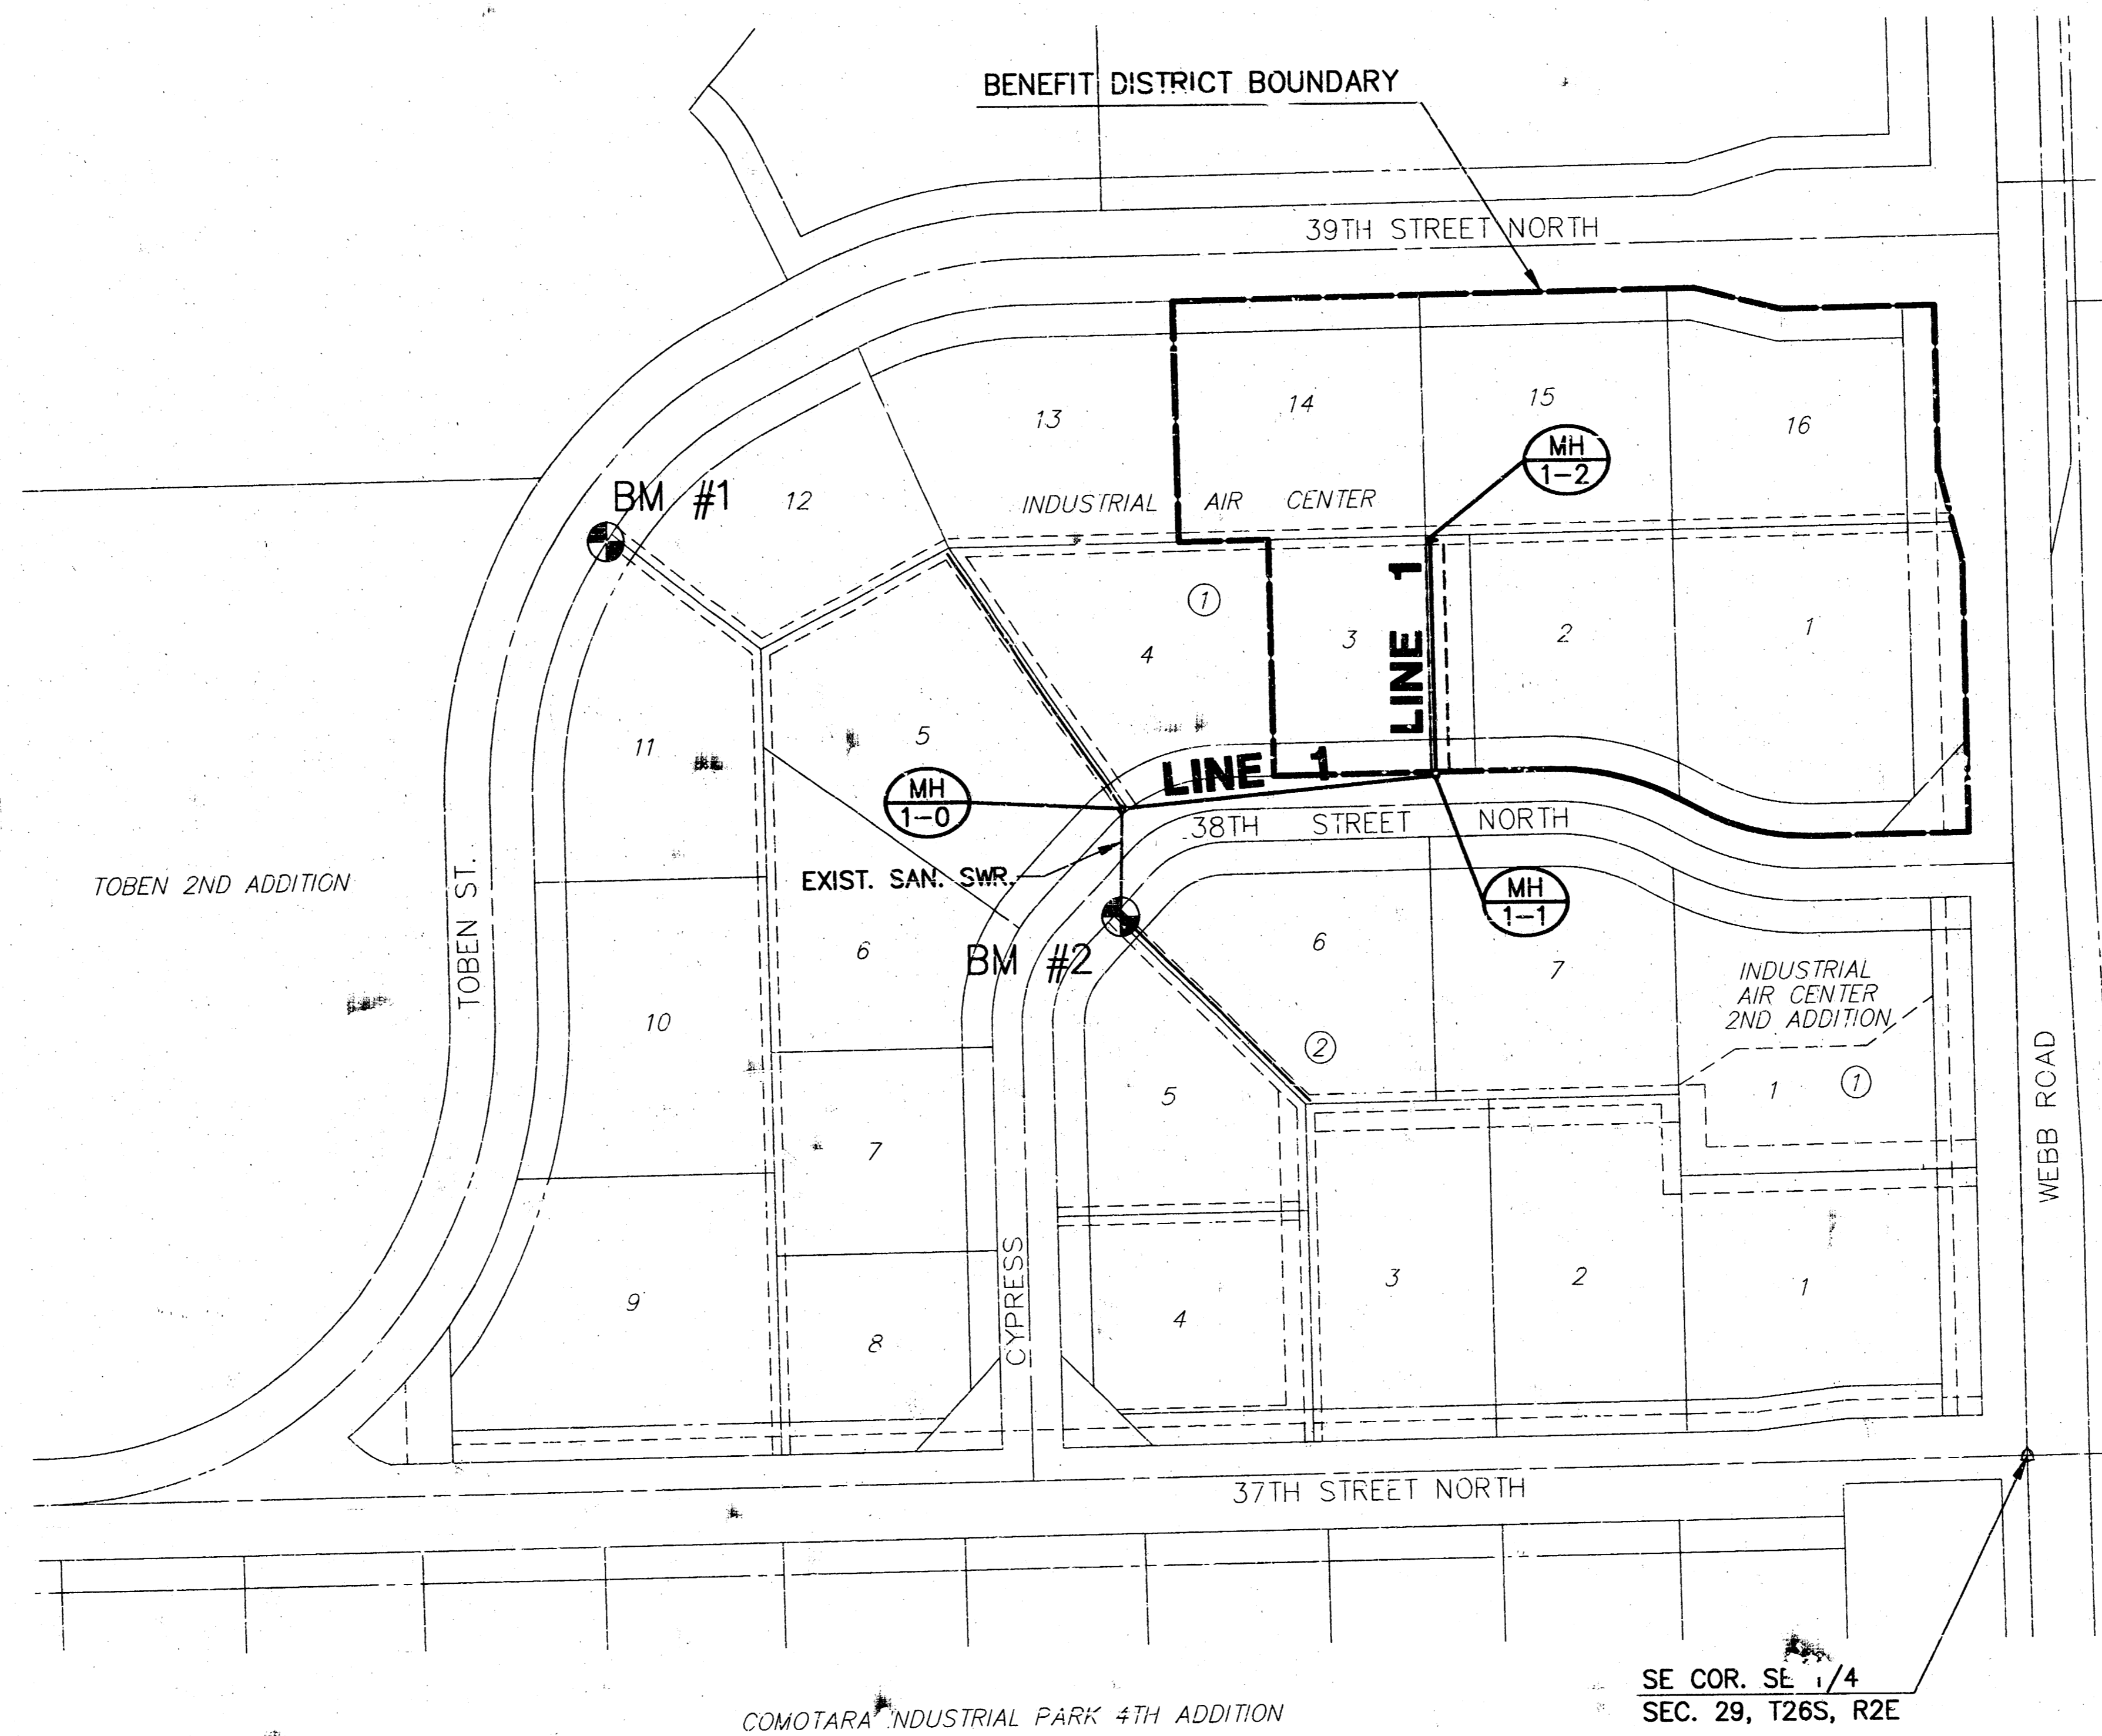 BENEFIT DISTRICT BOUNDARY
39TH STREET NORTH
13
14
15
16
MH
1-2
BM #1
12
INDUSTRIAL AIR CENTER
1
4
3
LINE 1
2
1
11
5
MH
1-0
LINE 1
38TH STREET NORTH
EXIST. SAN. SWR.
MH
1-1
TOBEN 2ND ADDITION
TOBEN ST.
6
BM #2
6
7
INDUSTRIAL
AIR CENTER
2ND ADDITION
10
2
1
1
5
7
WEBB ROAD
9
8
CYPRESS
4
3
2
1
37TH STREET NORTH
SE COR. SE 1/4
SEC. 29, T26S, R2E
COMOTARA INDUSTRIAL PARK 4TH ADDITION